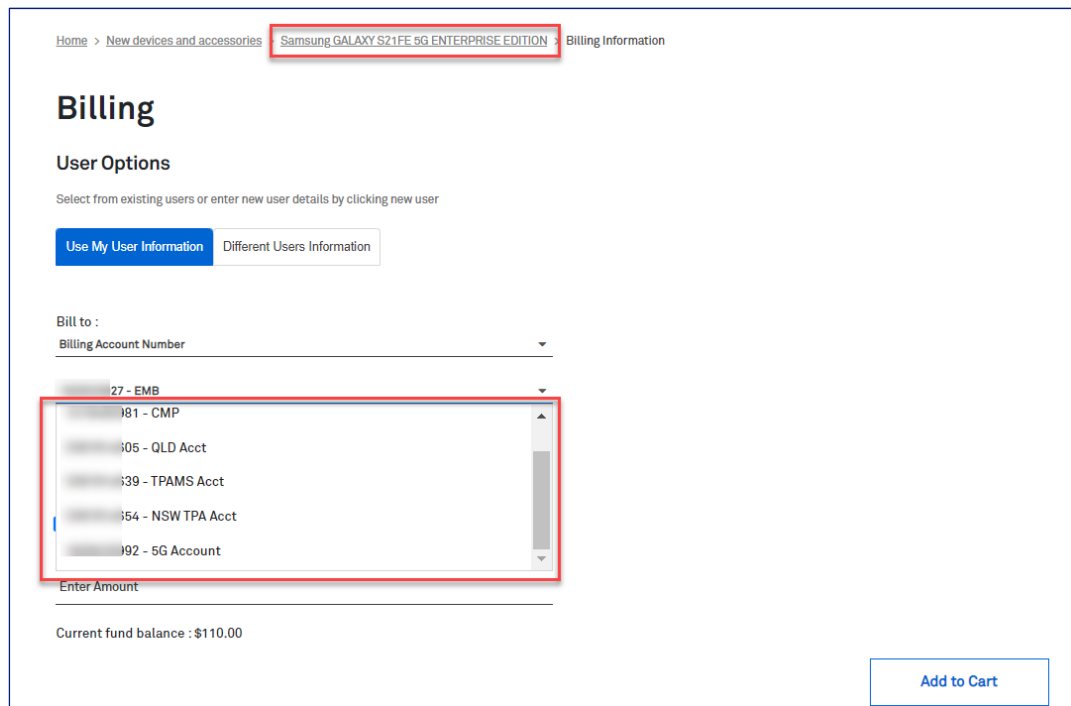 Home > New devices and accessories > Samsung GALAXY S21FE 5G ENTERPRISE EDITION > Billing Information
Billing
User Options
Select from existing users or enter new user details by clicking new user
Use My User Information Different Users Information
Bill to :
Billing Account Number
27 - EMB
981 - CMP
605 - QLD Acct
639 - TPAMS Acct
654 - NSW TPA Acct
992 - 5G Account
Enter Amount
Current fund balance : $110.00
Add to Cart